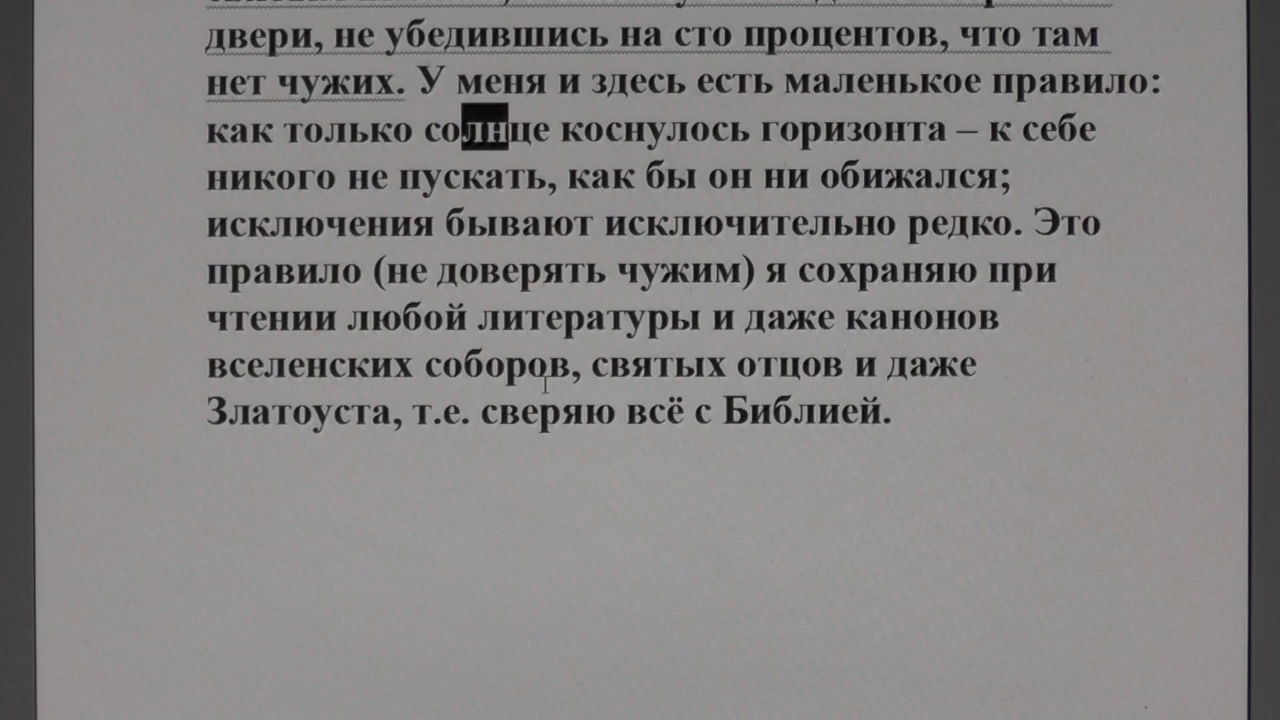 двери, не убедившись на сто процентов, что там
нет чужих. У меня и здесь есть маленькое правило:
как только солнце коснулось горизонта – к себе
никого не пускать, как бы он ни обижался;
исключения бывают исключительно редко. Это
правило (не доверять чужим) я сохраняю при
чтении любой литературы и даже канонов
вселенских соборов, святых отцов и даже
Златоуста, т.е. сверяю всё с Библией.